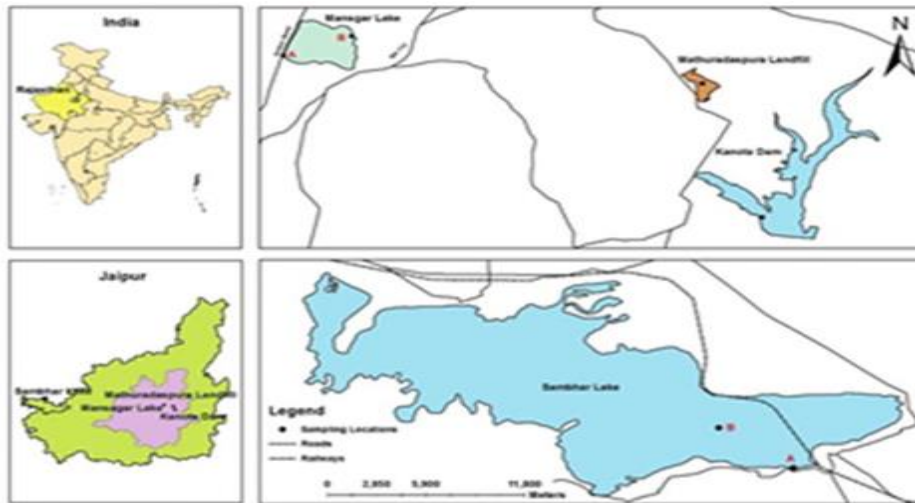 India
Rajasthan
Mansagar Lake
B
A
N
Mathuradaspura Landfill
Kanota Dam
Jaipur
Sambhar Lake
Mathuradaspura Landfill
Mansagar Lake
Kanota Dam
Sambhar Lake
B
A
Legend
Sampling Locations
Roads
Railways
0 2,950 5,900 11,800
Meters